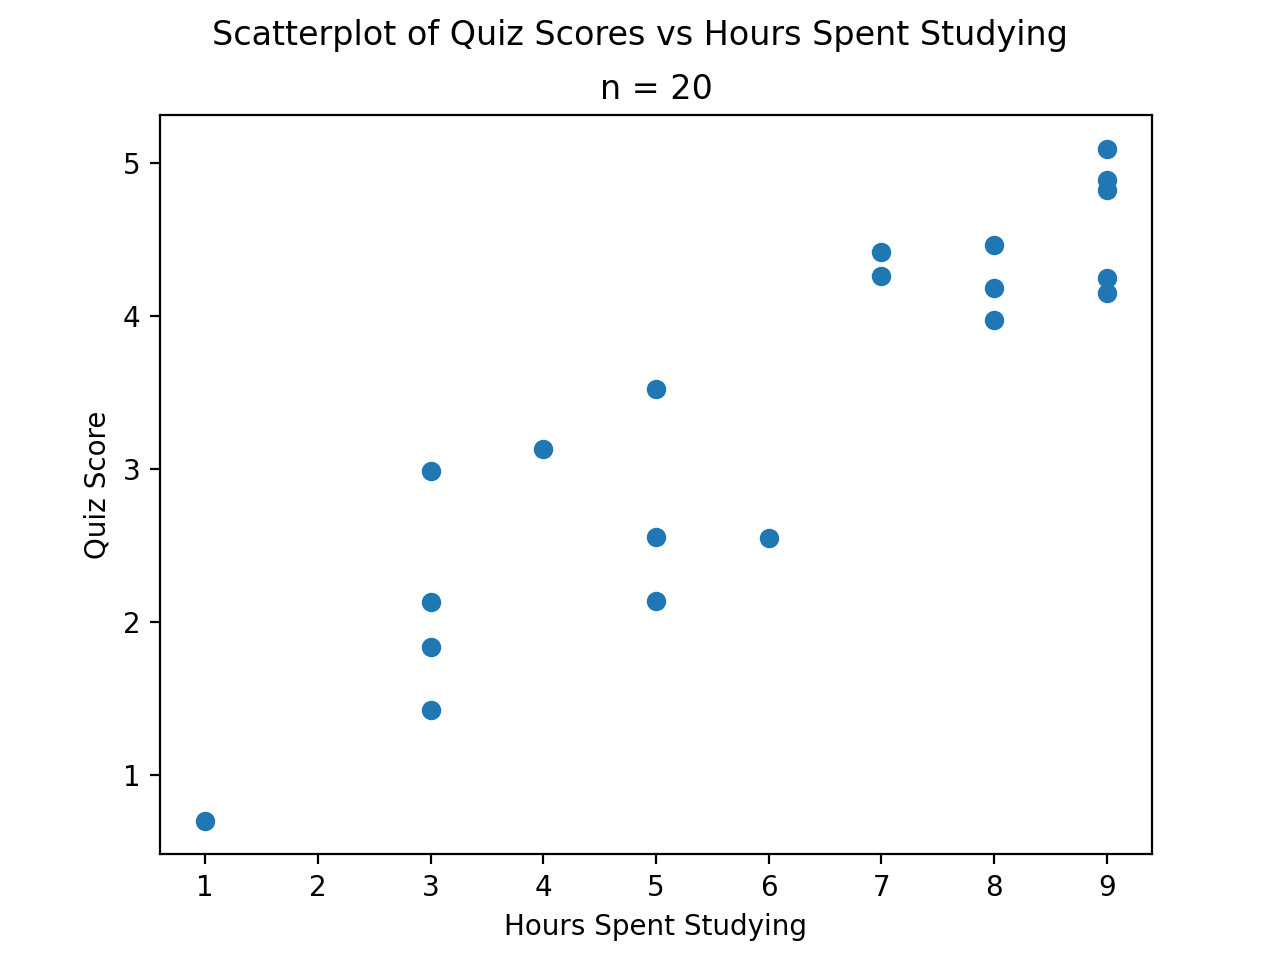 Scatterplot of Quiz Scores vs Hours Spent Studying
n = 20
5
4
3
2
1
Quiz Score
1 2 3 4 5 6 7 8 9
Hours Spent Studying